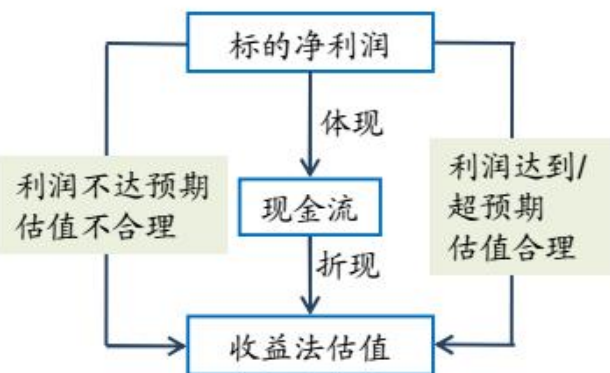 标的净利润
体现
利润不达预期
估值不合理
现金流
利润达到/
超预期
估值合理
折现
收益法估值